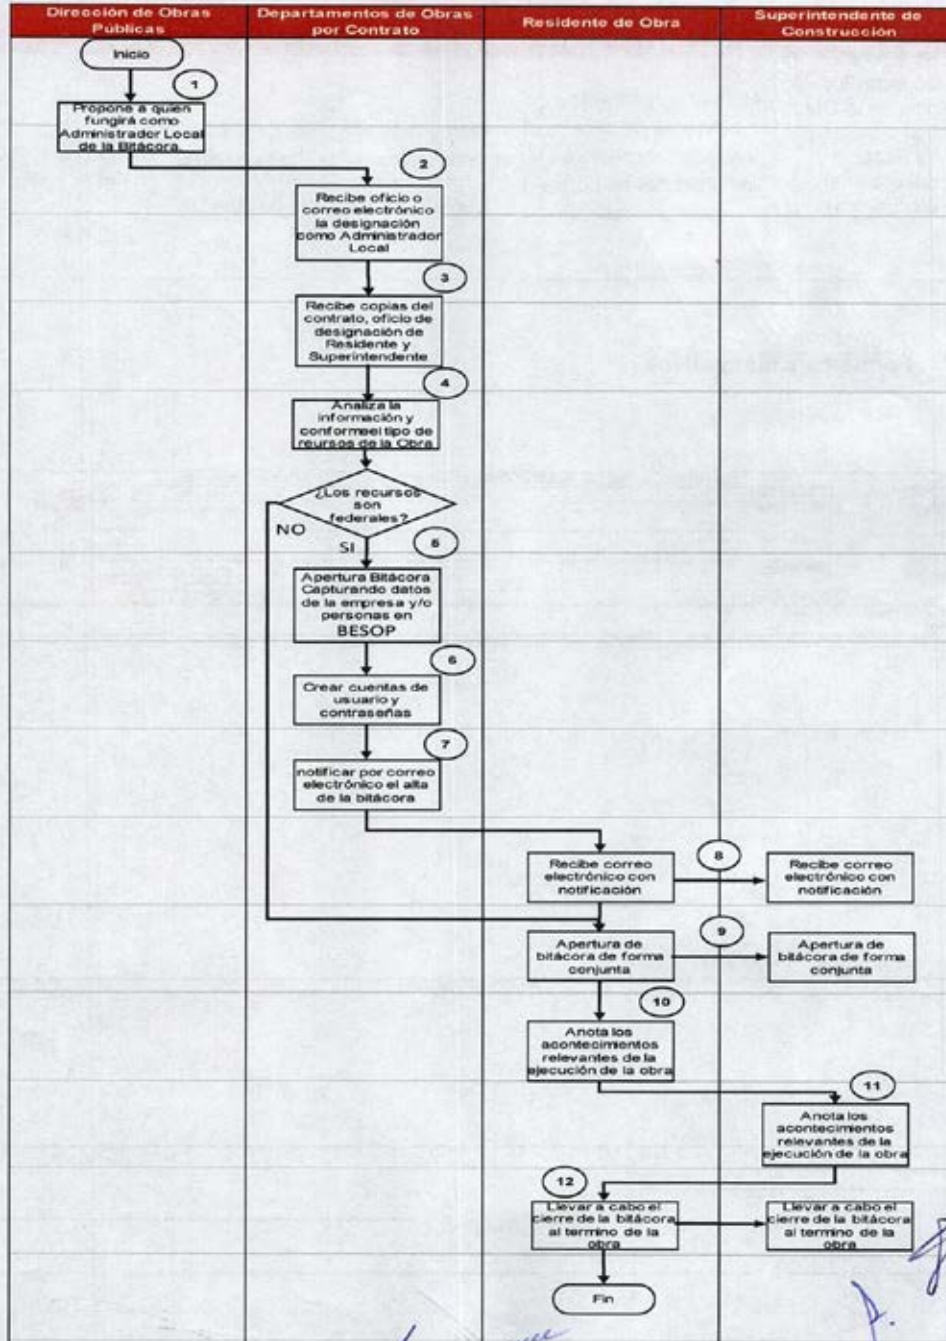 Dirección de Obras
Públicas
Departamentos de Obras
por Contrato
Residente de Obra
Superintendente de
Construcción
Inicio
1
Propone a quien
fungirá como
Administrador Local
de la Bitácora.
2
Recibe oficio o
correo electrónico
la designación
como Administrador
Local
3
Recibe copias del
contrato, oficio de
designación de
Residente y
Superintendente
4
Analiza la
información y
conformeel tipo de
reursos de la Obra
¿Los recursos
son
federales?
NO
SI
5
Apertura Bitácora
Capturando datos
de la empresa y/o
personas en
BESOP
6
Crear cuentas de
usuario y
contraseñas
7
notificar por correo
electrónico el alta
de la bitácora
Recibe correo
electrónico con
notificación
8
Recibe correo
electrónico con
notificación
Apertura de
bitácora de forma
conjunta
9
Apertura de
bitácora de forma
conjunta
10
Anota los
acontecimientos
relevantes de la
ejecución de la obra
11
Anota los
acontecimientos
relevantes de la
ejecución de la obra
12
Llevar a cabo el
cierre de la bitácora
al termino de la
obra
Llevar a cabo el
cierre de la bitácora
al termino de la
obra
Fin